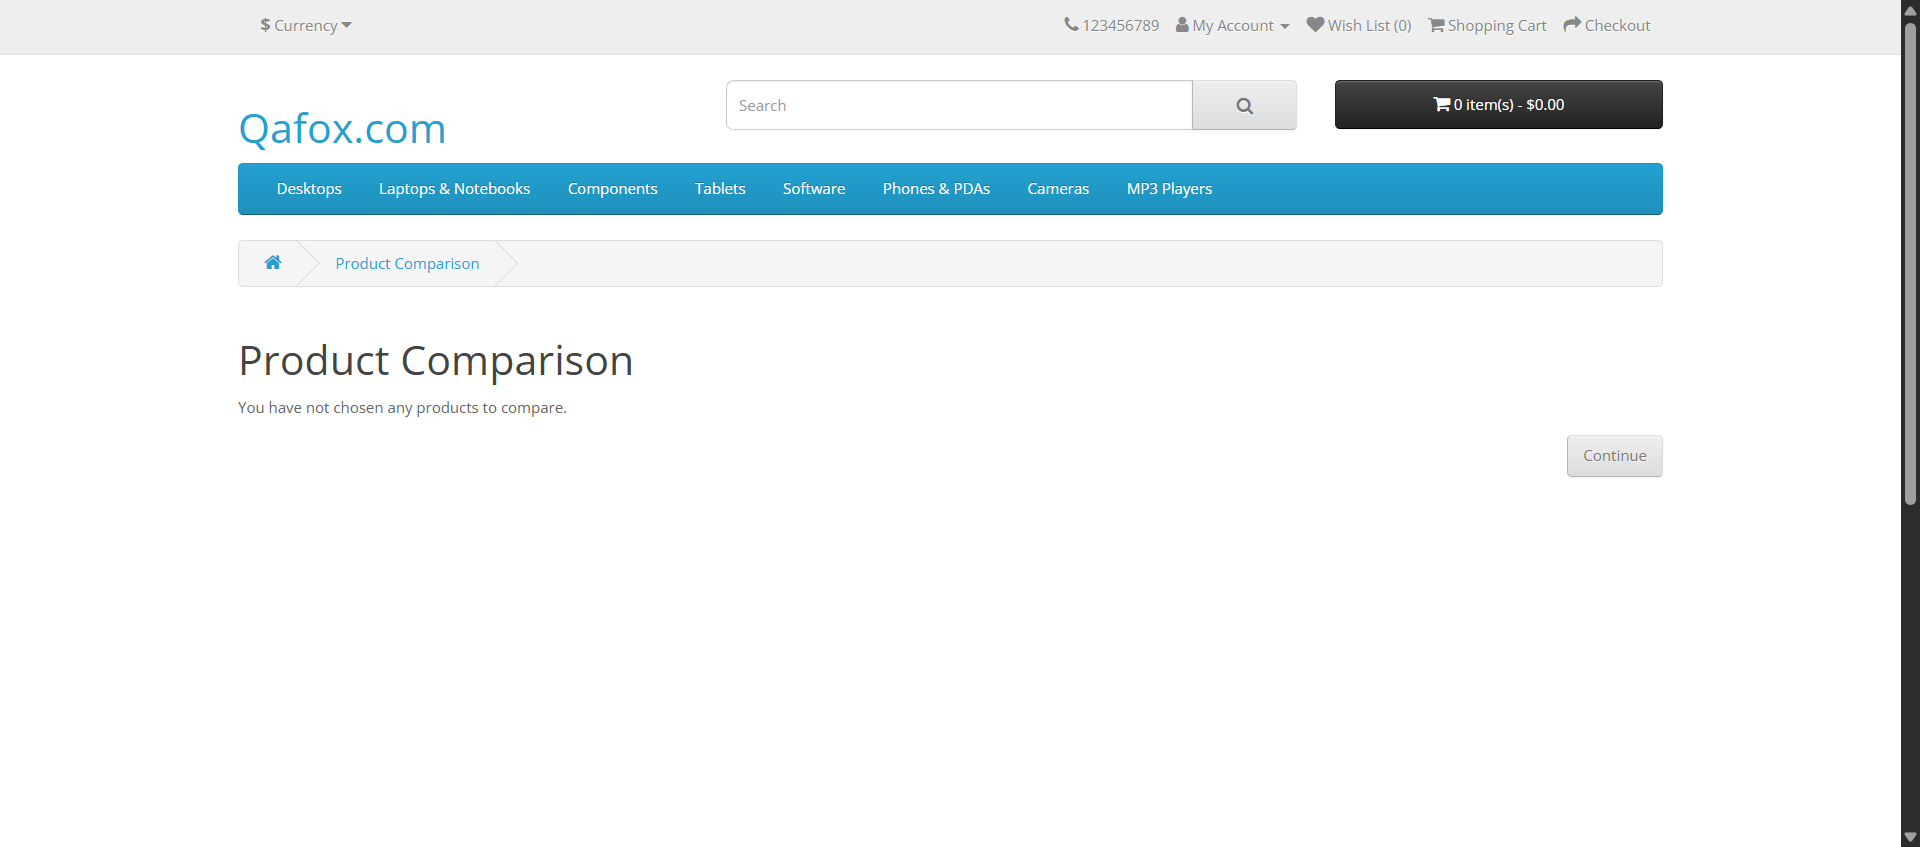 $ Currency
123456789 My Account Wish List (0) Shopping Cart Checkout
Qafox.com
Search
0 item(s) - $0.00
Desktops Laptops & Notebooks Components Tablets Software Phones & PDAs Cameras MP3 Players
Product Comparison
Product Comparison
You have not chosen any products to compare.
Continue